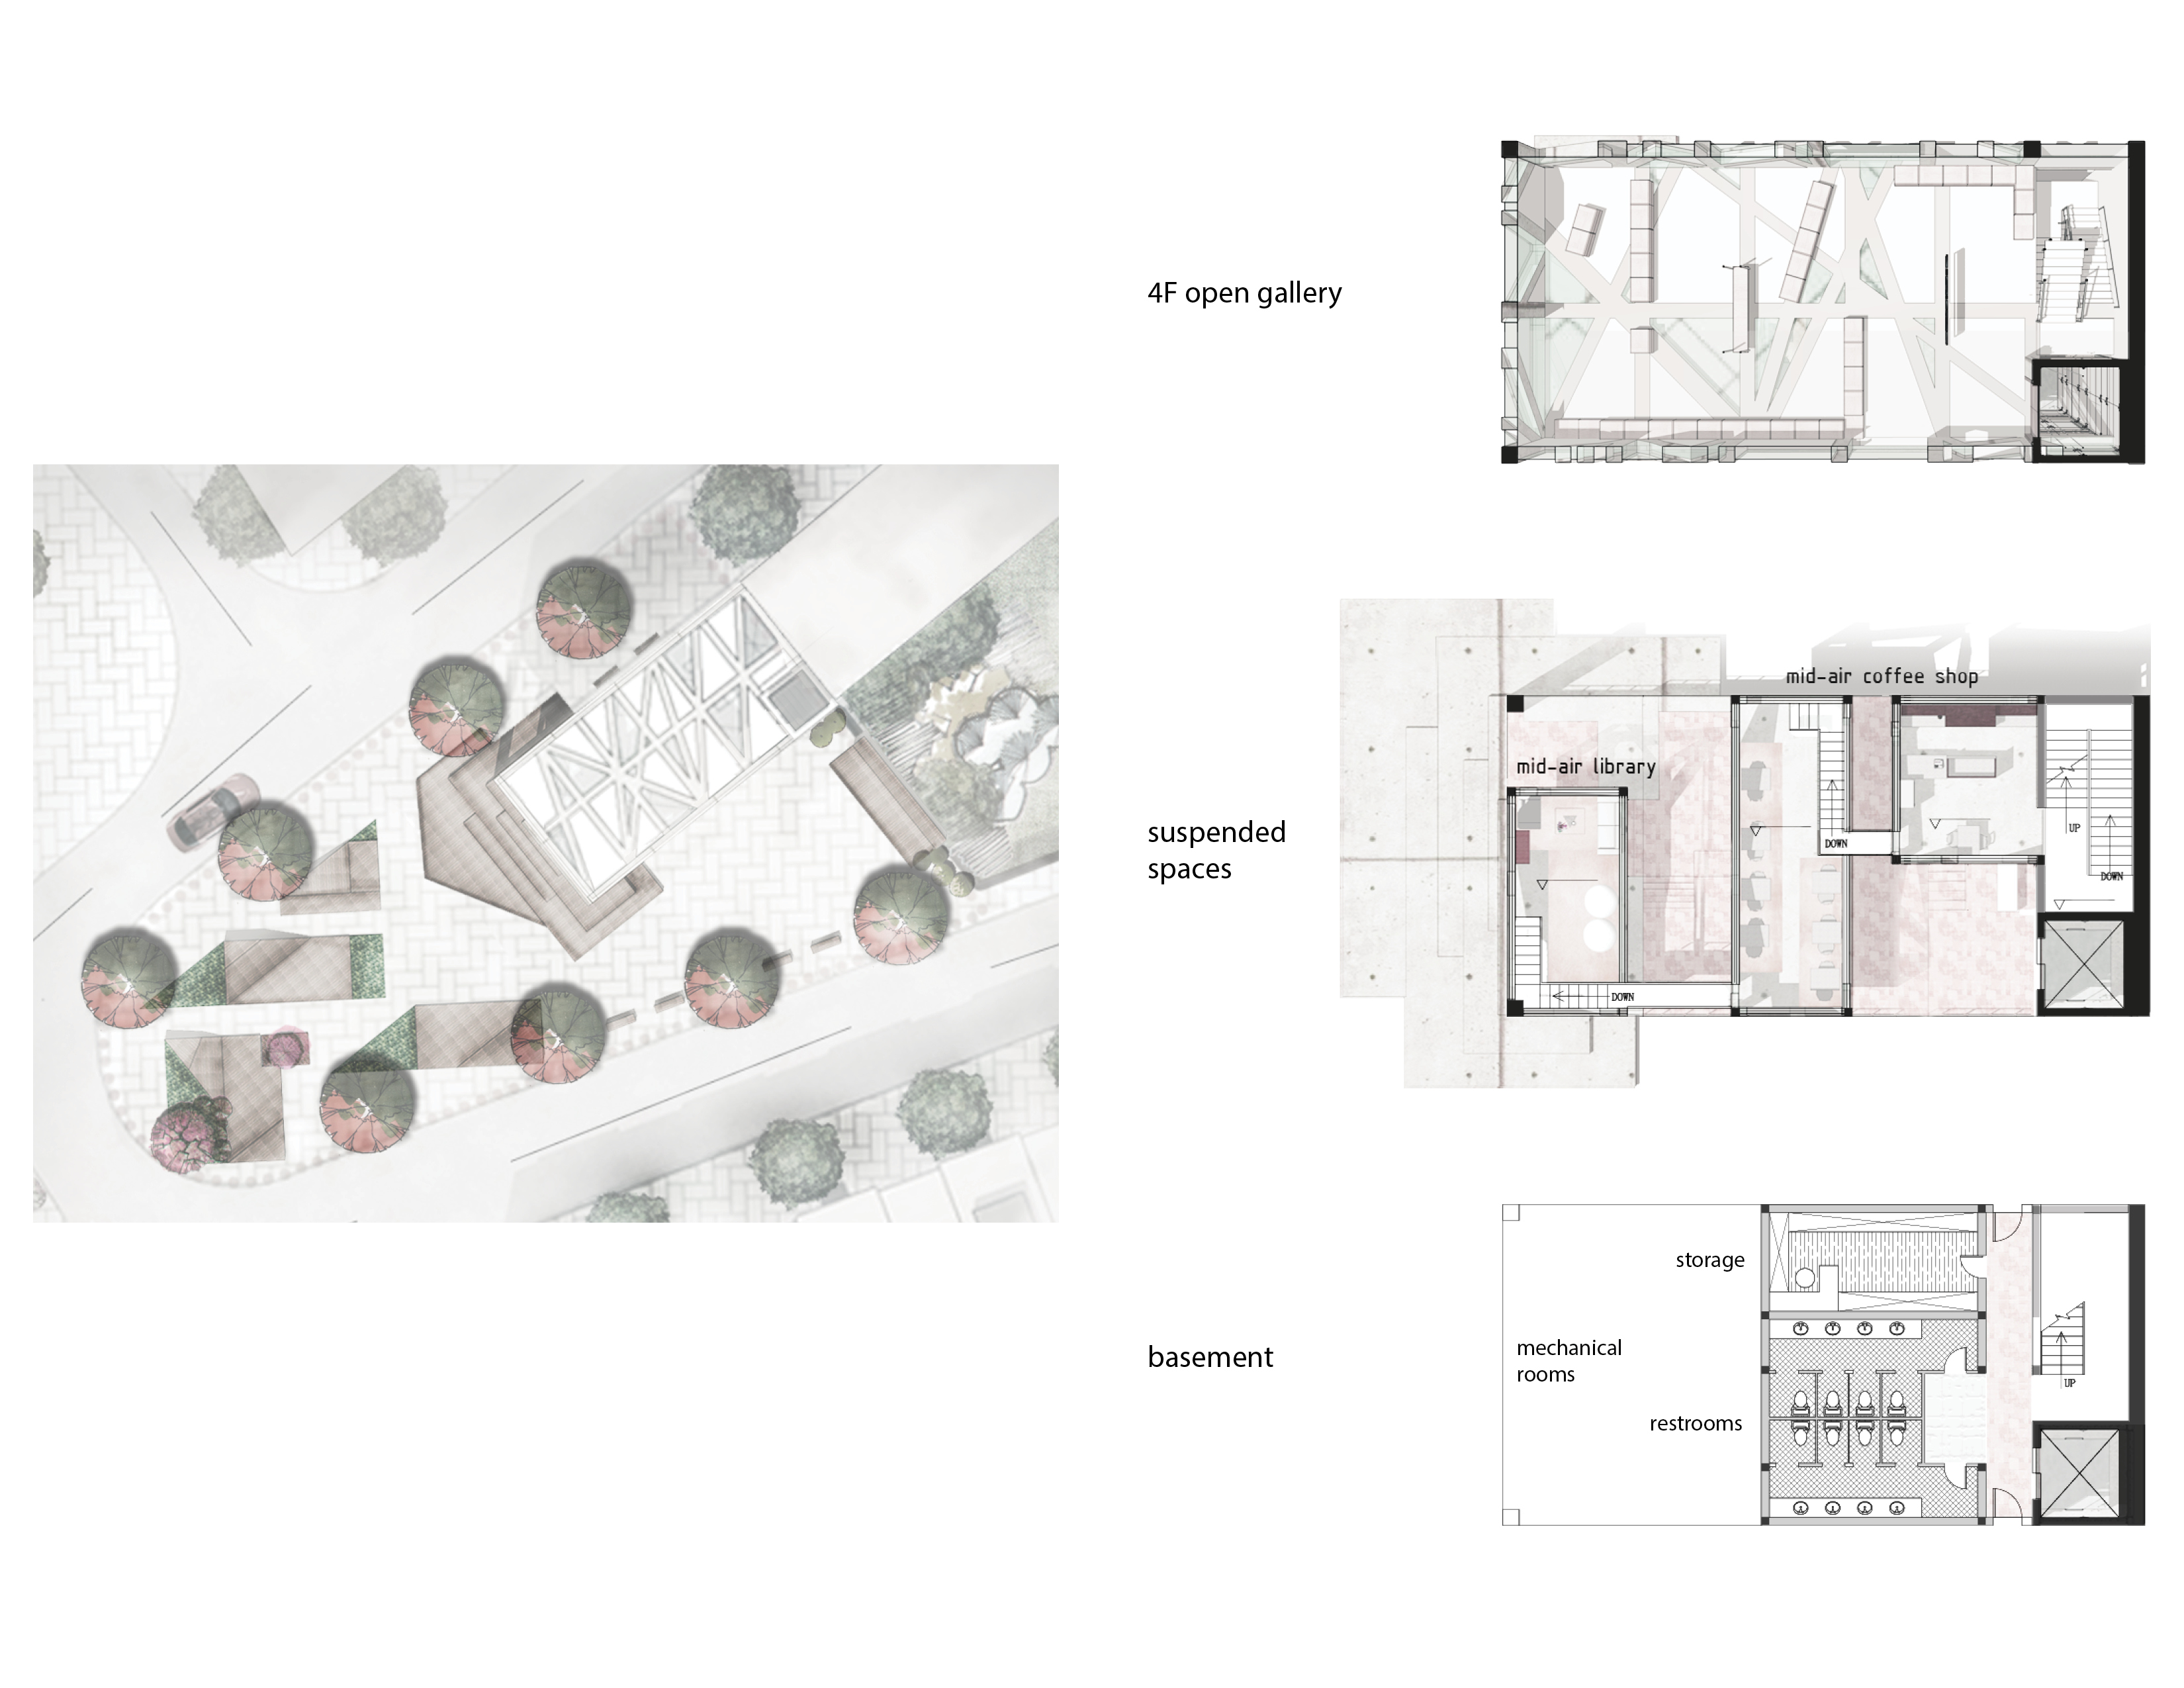 4F open gallery
mid-air coffee shop
mid-air library
suspended
spaces
UP
DOWN
DOWN
DOWN
storage
mechanical
rooms
basement
UP
restrooms